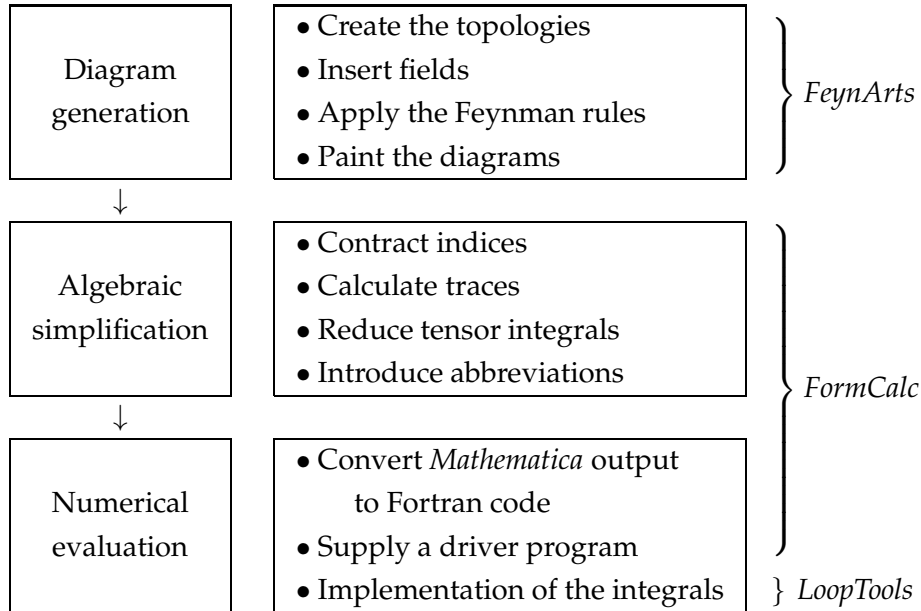 Diagram
generation
• Create the topologies
• Insert fields
• Apply the Feynman rules
• Paint the diagrams
} FeynArts
↓
Algebraic
simplification
• Contract indices
• Calculate traces
• Reduce tensor integrals
• Introduce abbreviations
} FormCalc
↓
Numerical
evaluation
• Convert Mathematica output
to Fortran code
• Supply a driver program
• Implementation of the integrals
} LoopTools